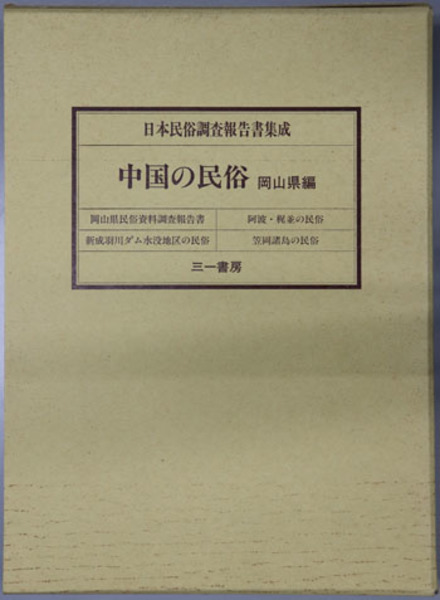 日本民俗調査報告書集成
中国の民俗 岡山県編
岡山県民俗資料調査報告書
阿波・梶並の民俗
新成羽川ダム水没地区の民俗
笠岡諸島の民俗
三一書房